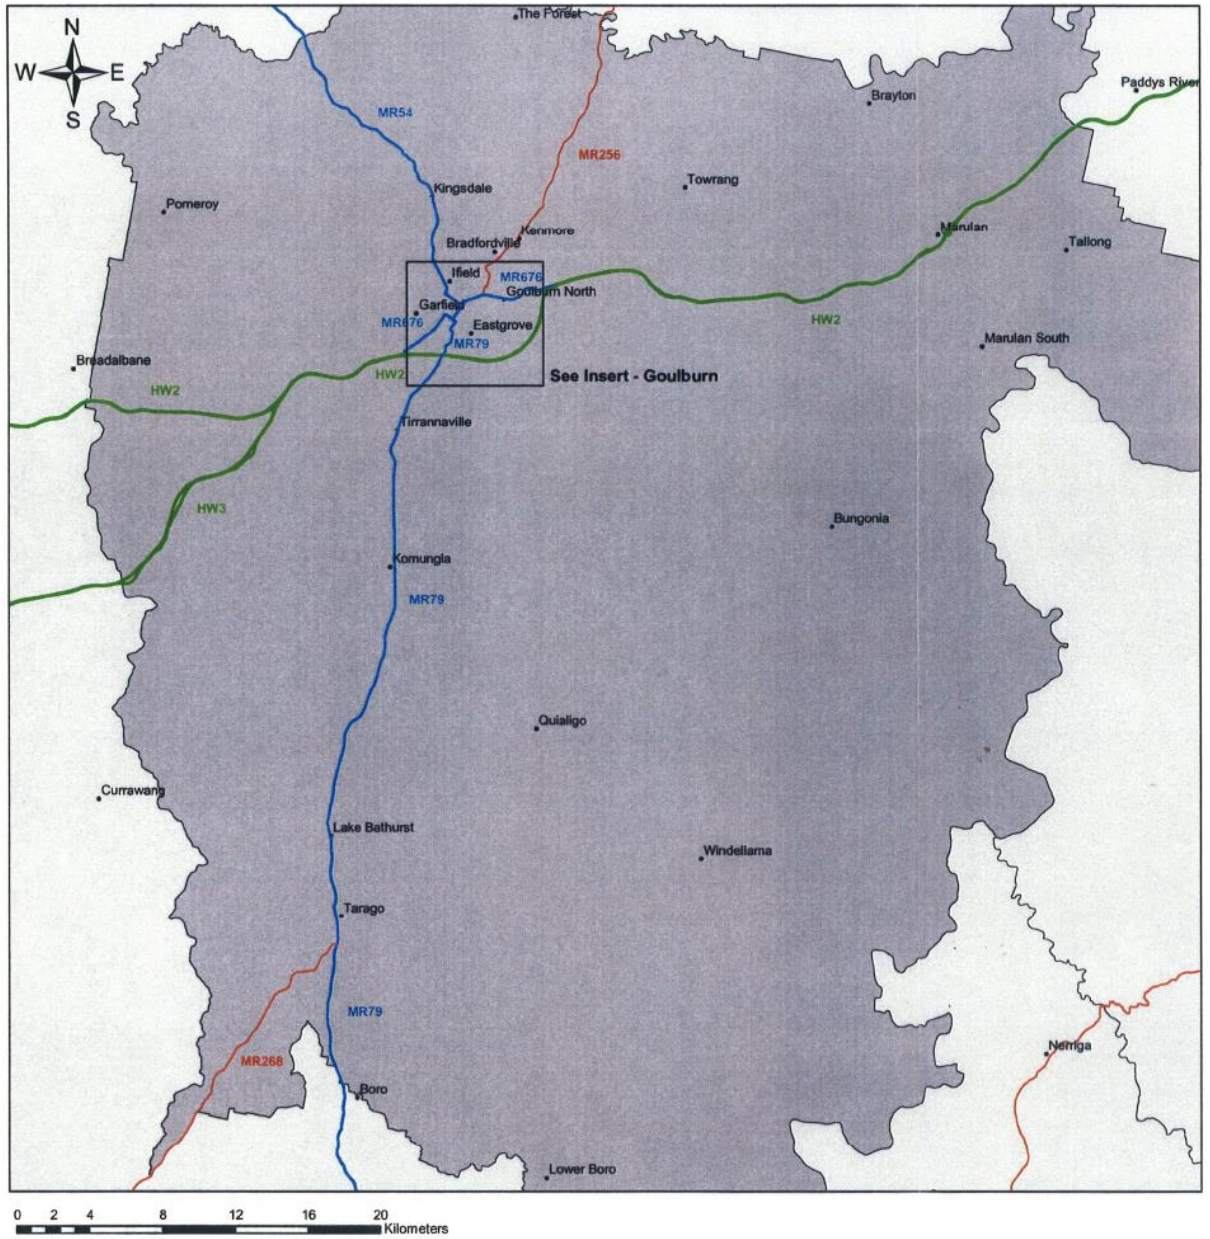 The Forest
N
W E
S
Paddys River
Brayton
MR54
MR256
Towrang
Kingsdale
Pomeroy
Kenmore
Marulan
Bradfordville
Tallong
Ifield
MR676
Goulburn North
Garfield
HW2
MR676
Eastgrove
Marulan South
MR79
Breadalbane
HW2
See Insert - Goulburn
HW2
Tirrannaville
HW3
Bungonia
Komungla
MR79
Quialigo
Currawang
Lake Bathurst
Windellama
Tarago
MR79
Nerriga
MR268
Boro
Lower Boro
0 2 4 8 12 16 20
Kilometers